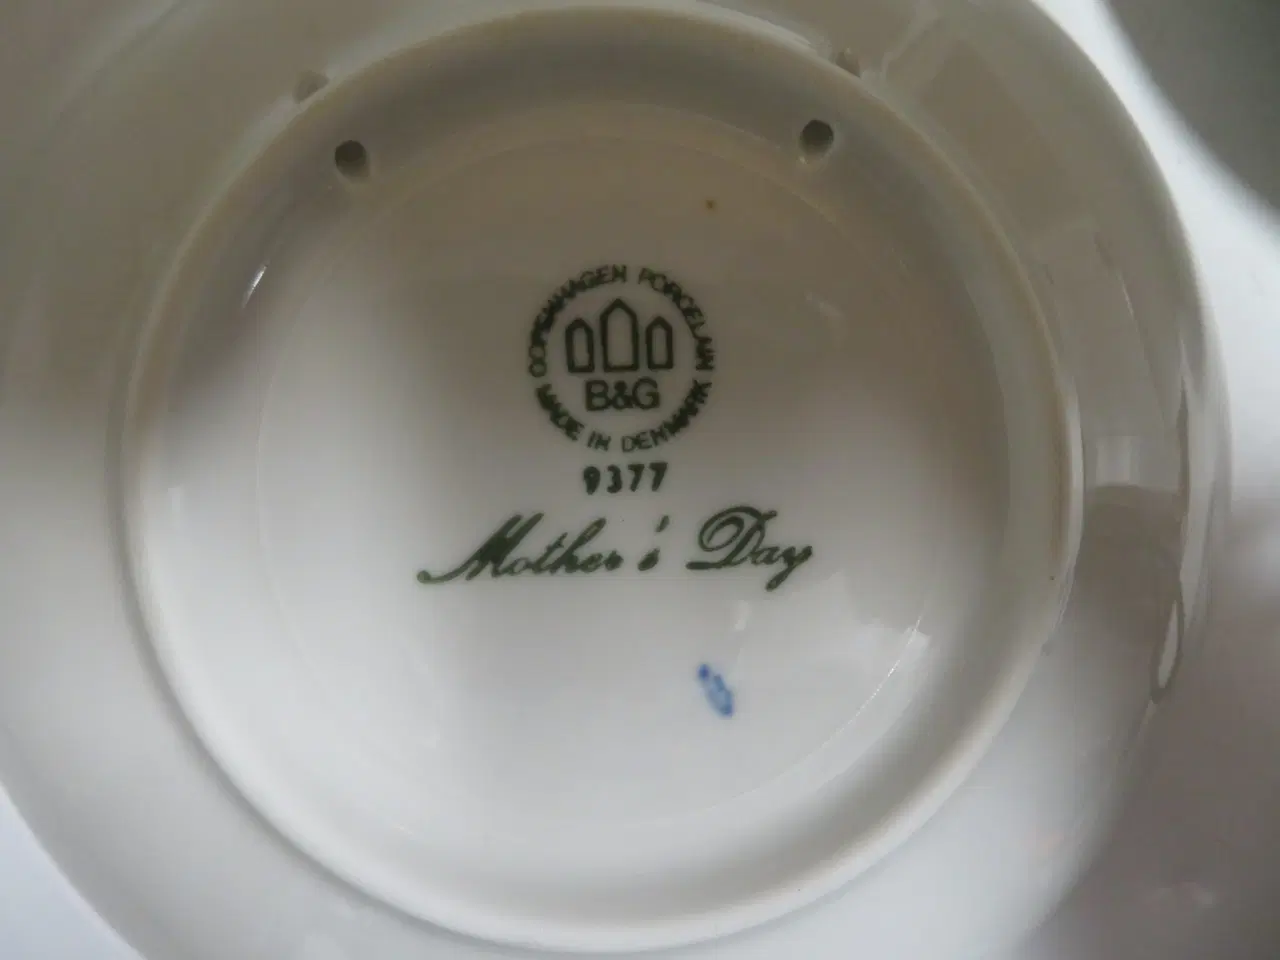 COPENHAGEN PORCELAIN
B&G
MADE IN DENMARK
9377
Mother's Day